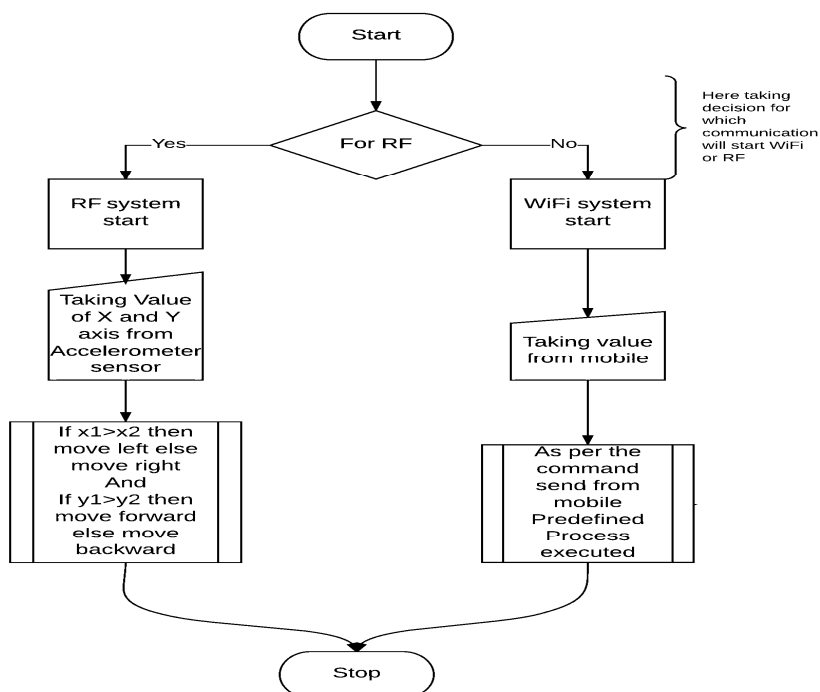 Start
Here taking
decision for
which
communication
will start WiFi
or RF
For RF
Yes
No
RF system
start
WiFi system
start
Taking Value
of X and Y
axis from
Accelerometer
sensor
Taking value
from mobile
If x1>x2 then
move left else
move right
And
If y1>y2 then
move forward
else move
backward
As per the
command
send from
mobile
Predefined
Process
executed
Stop